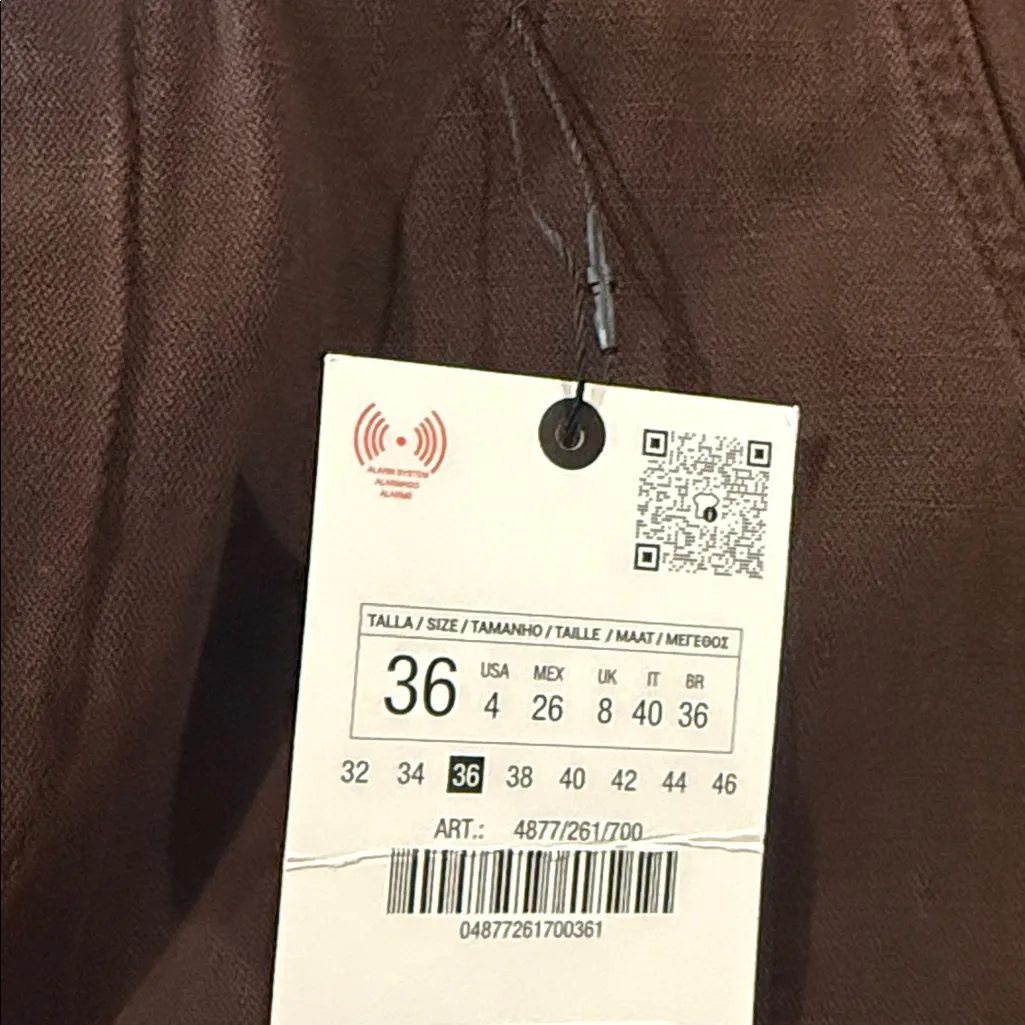 ALARM SYSTEM
ALARMADO
ALARME
TALLA / SIZE / TAMANHO / TAILLE / MAAT / ΜΕΓΕΘΟΣ
36
USA MEX UK IT BR
4 26 8 40 36
32 34 36 38 40 42 44 46
ART.: 4877/261/700
04877261700361